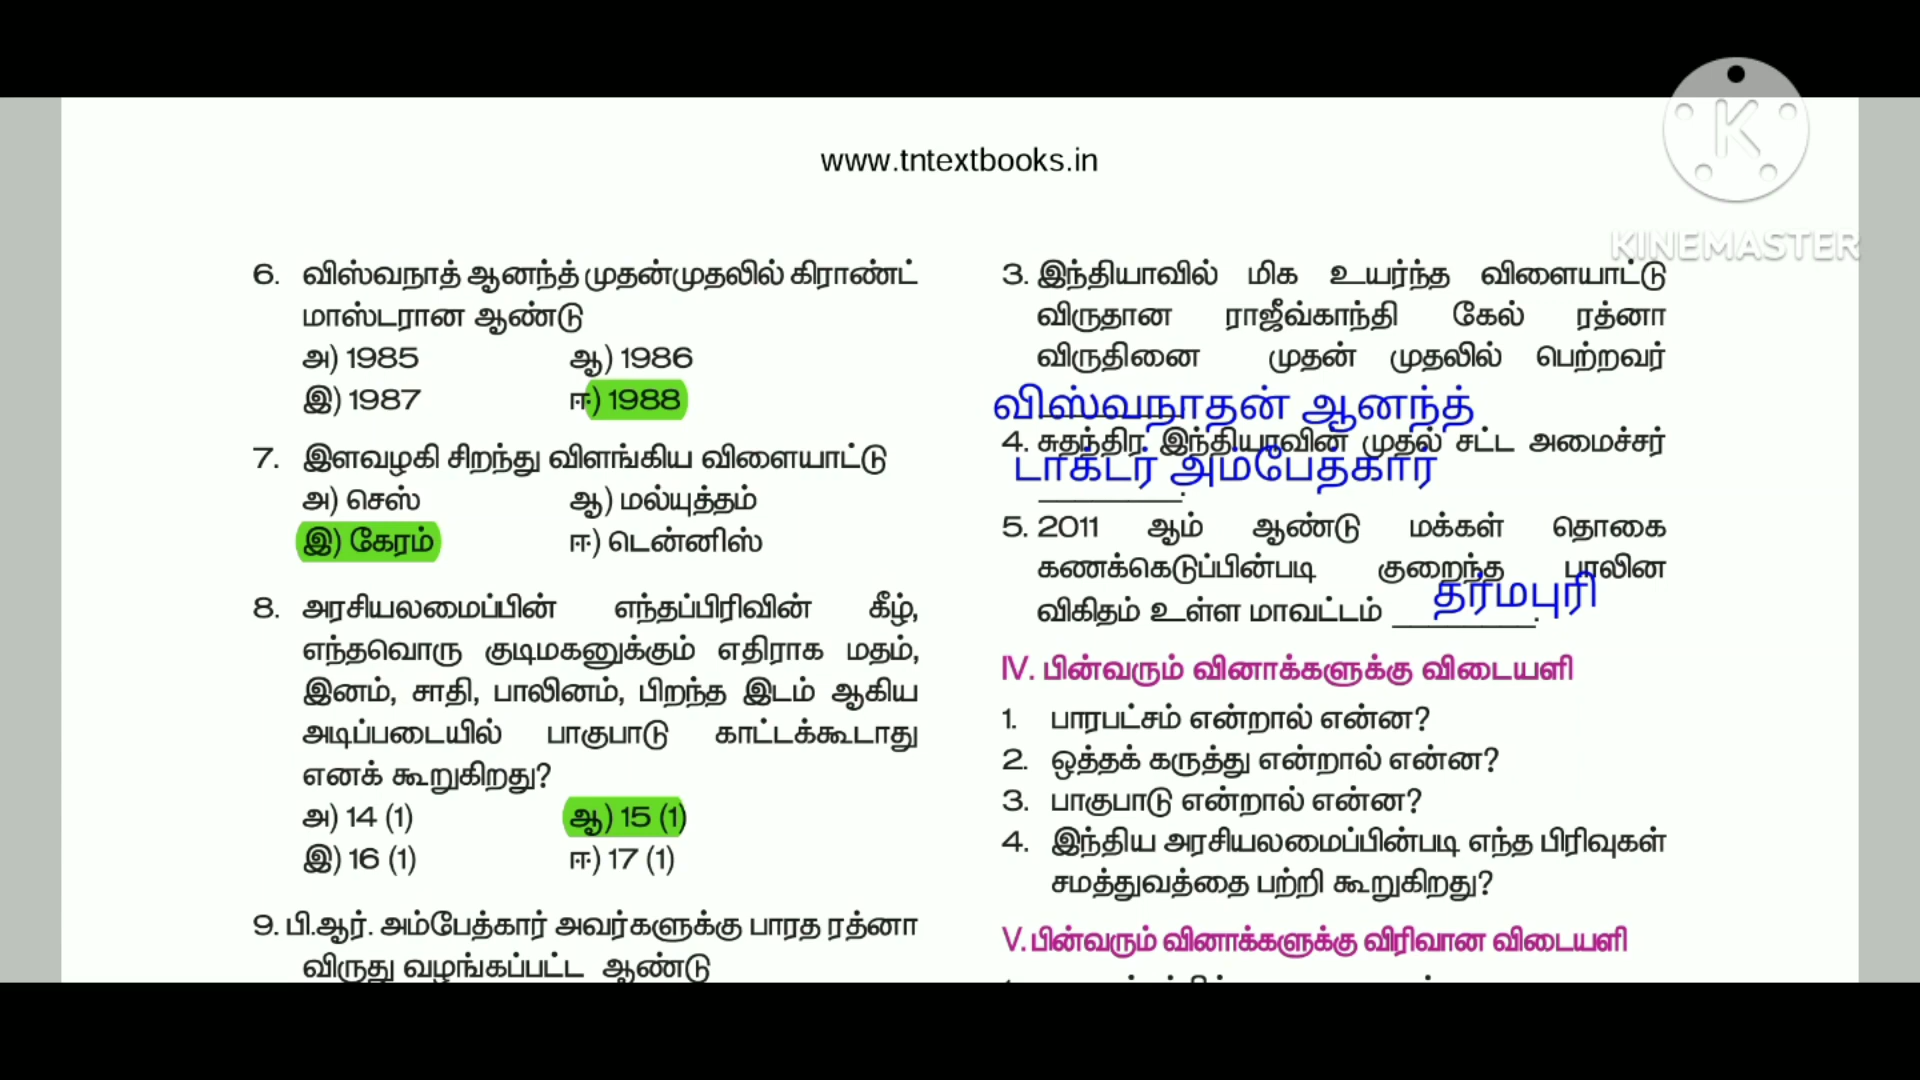 www.tntextbooks.in
KINEMASTER
6. விஸ்வநாத் ஆனந்த் முதன்முதலில் கிராண்ட்
மாஸ்டரான ஆண்டு
அ) 1985 ஆ) 1986
இ) 1987 ஈ) 1988
7. இளவழகி சிறந்து விளங்கிய விளையாட்டு
அ) செஸ் ஆ) மல்யுத்தம்
இ) கேரம் ஈ) டென்னிஸ்
8. அரசியலமைப்பின் எந்தப்பிரிவின் கீழ்,
எந்தவொரு குடிமகனுக்கும் எதிராக மதம்,
இனம், சாதி, பாலினம், பிறந்த இடம் ஆகிய
அடிப்படையில் பாகுபாடு காட்டக்கூடாது
எனக் கூறுகிறது?
அ) 14 (1) ஆ) 15 (1)
இ) 16 (1) ஈ) 17 (1)
9. பி.ஆர். அம்பேத்கார் அவர்களுக்கு பாரத ரத்னா
விருது வழங்கப்பட்ட ஆண்டு
3. இந்தியாவில் மிக உயர்ந்த விளையாட்டு
விருதான ராஜீவ்காந்தி கேல் ரத்னா
விருதினை முதன் முதலில் பெற்றவர்
விஸ்வநாதன் ஆனந்த்
4. சுதந்திர இந்தியாவின் முதல் சட்ட அமைச்சர்
டாக்டர் அம்பேத்கார்
__________.
5. 2011 ஆம் ஆண்டு மக்கள் தொகை
கணக்கெடுப்பின்படி குறைந்த பாலின
விகிதம் உள்ள மாவட்டம் __________.
தர்மபுரி
IV. பின்வரும் வினாக்களுக்கு விடையளி
1. பாரபட்சம் என்றால் என்ன?
2. ஒத்தக் கருத்து என்றால் என்ன?
3. பாகுபாடு என்றால் என்ன?
4. இந்திய அரசியலமைப்பின்படி எந்த பிரிவுகள்
சமத்துவத்தை பற்றி கூறுகிறது?
V. பின்வரும் வினாக்களுக்கு விரிவான விடையளி